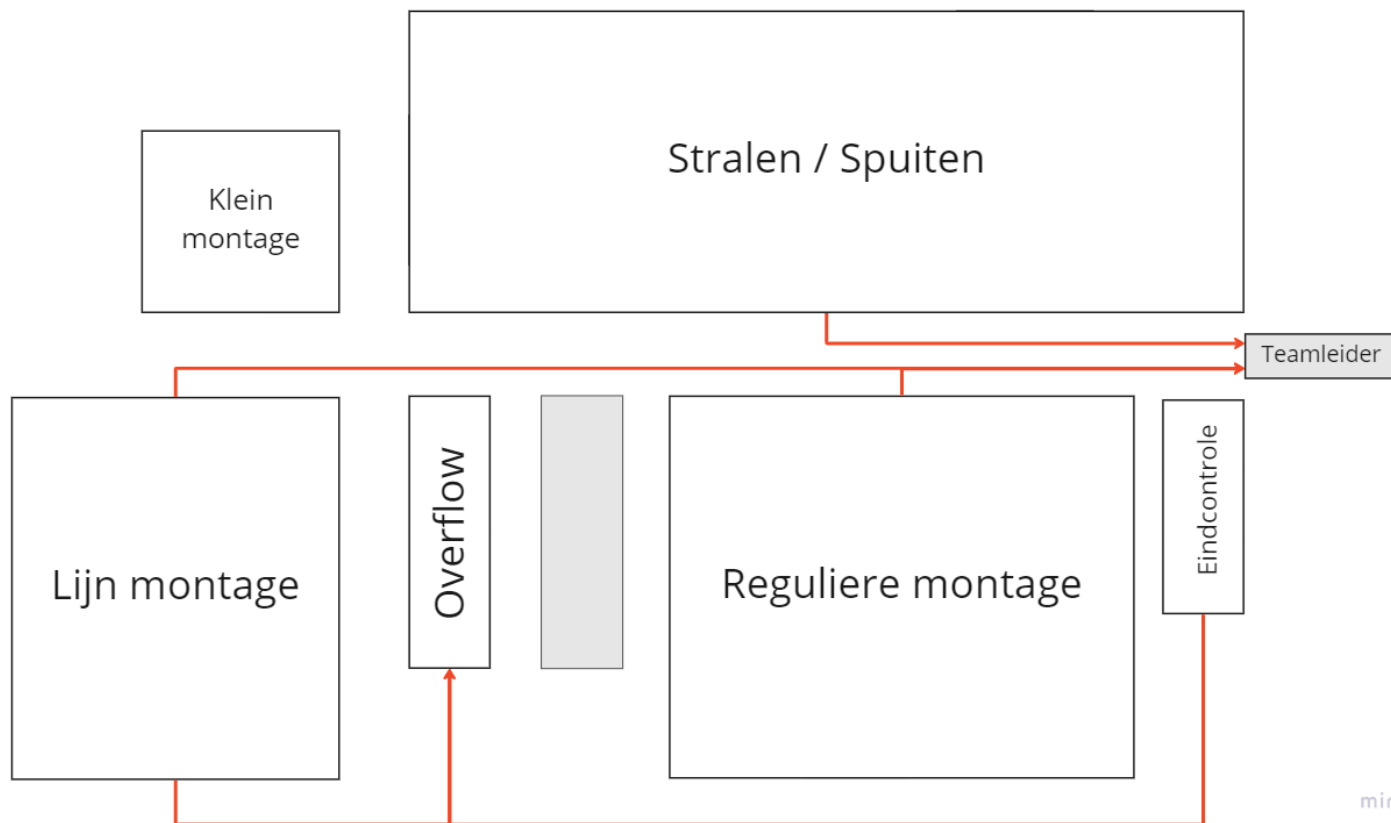 Stralen / Spuiten
Klein
montage
Teamleider
Lijn montage
Overflow
Reguliere montage
Eindcontrole